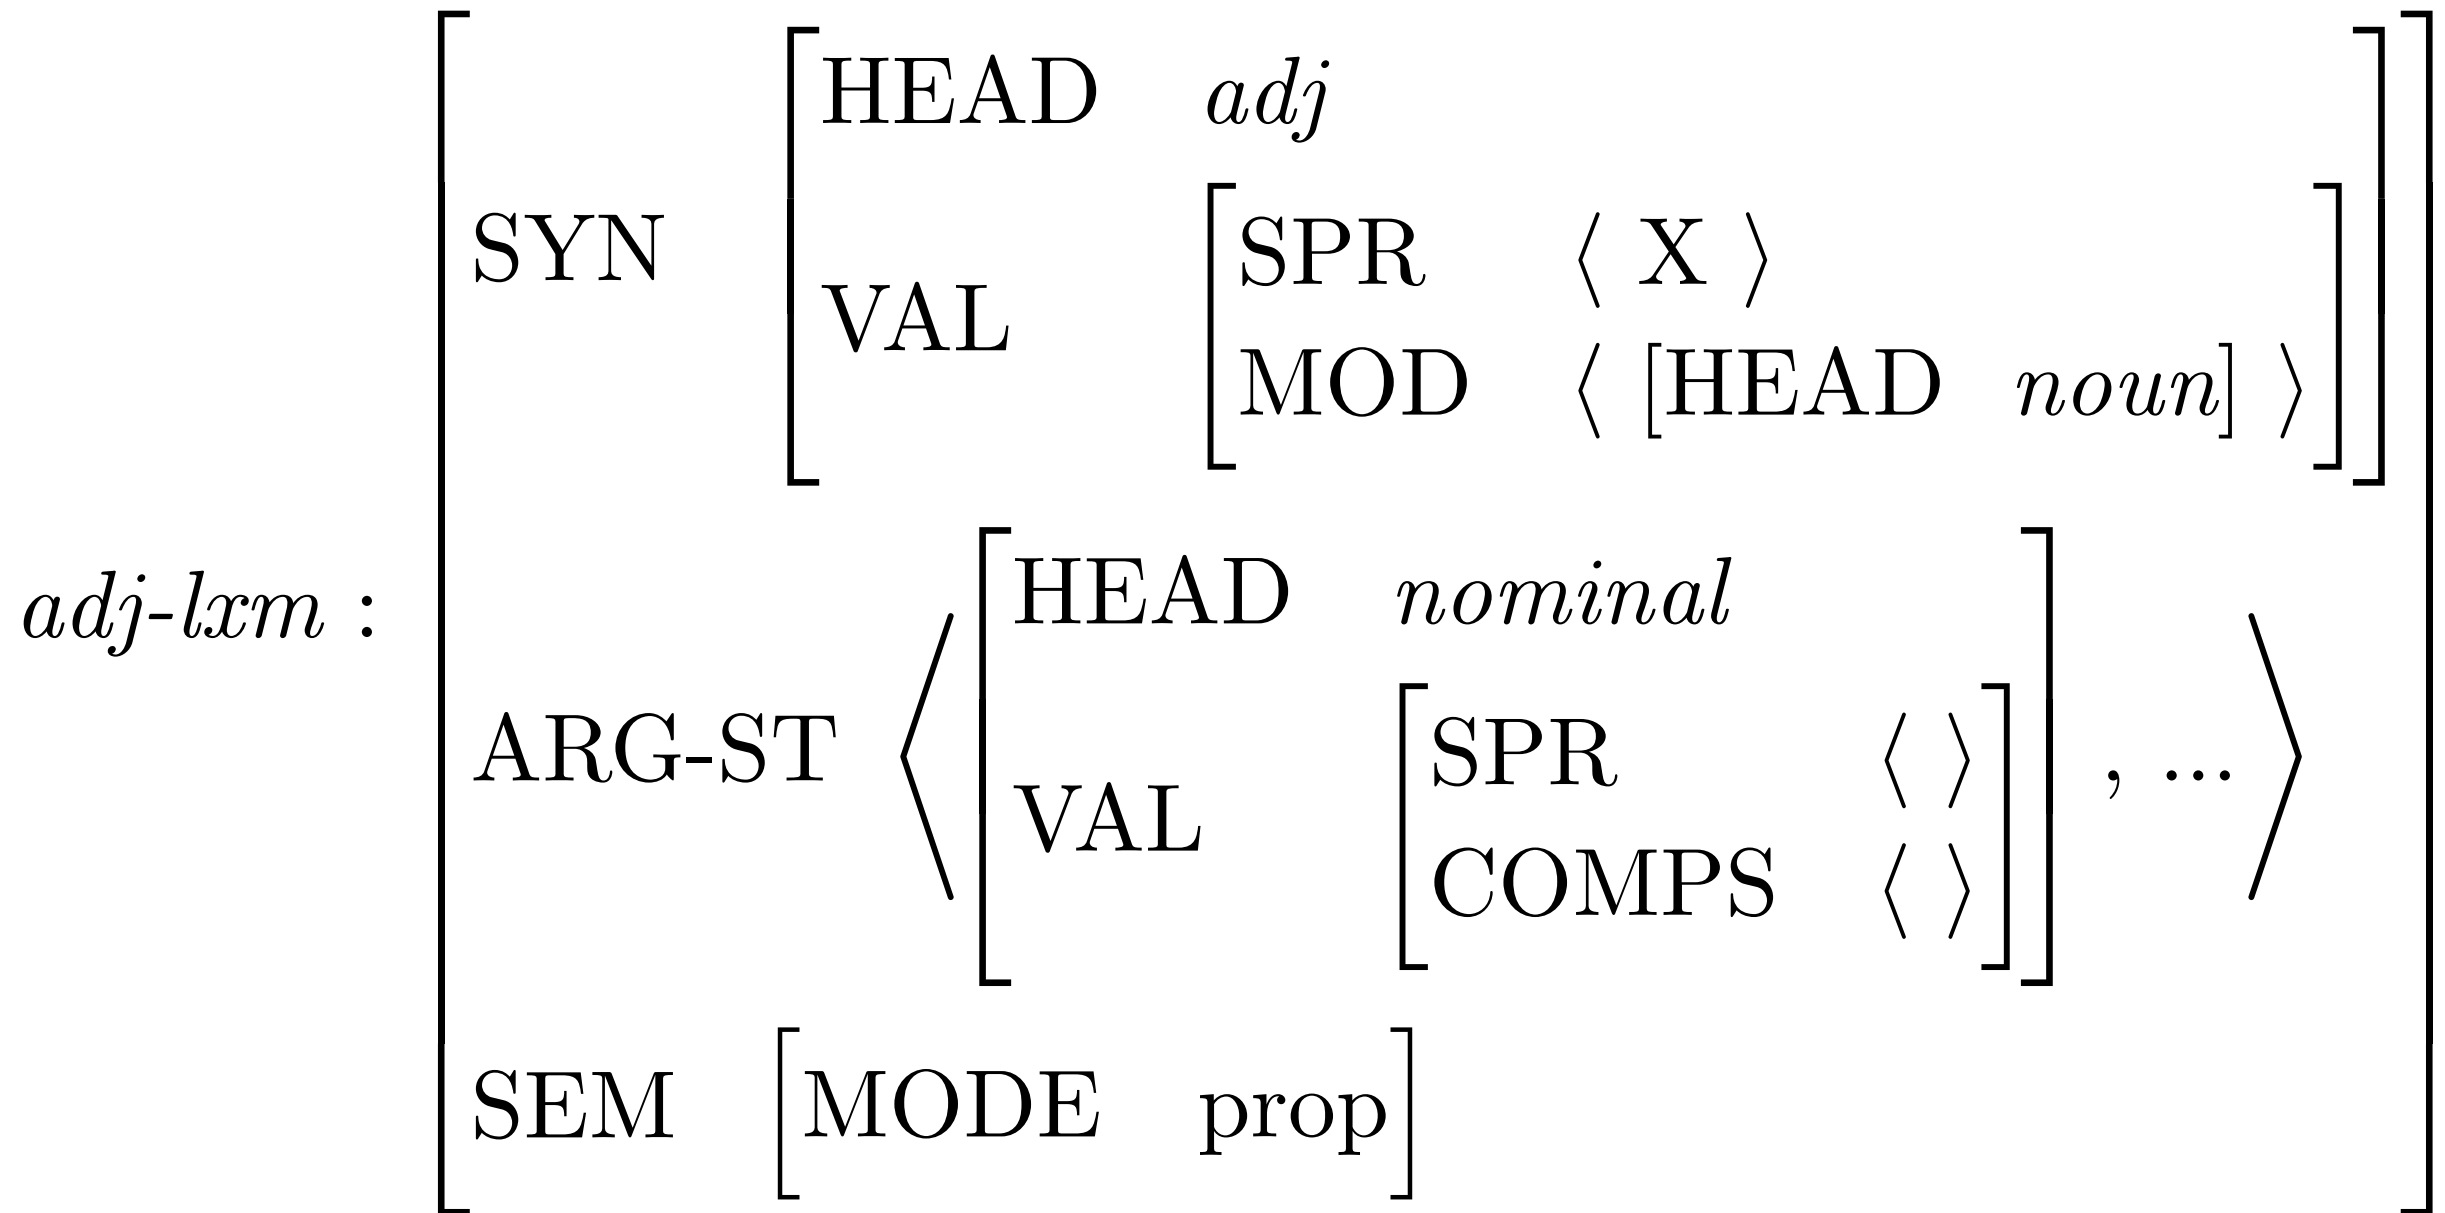 HEAD adj
SYN
SPR ⟨ X ⟩
VAL
MOD ⟨ [HEAD noun] ⟩
HEAD nominal
adj-lxm :
SPR ⟨ ⟩
ARG-ST ⟨ , ... ⟩
VAL
COMPS ⟨ ⟩
SEM [MODE prop]